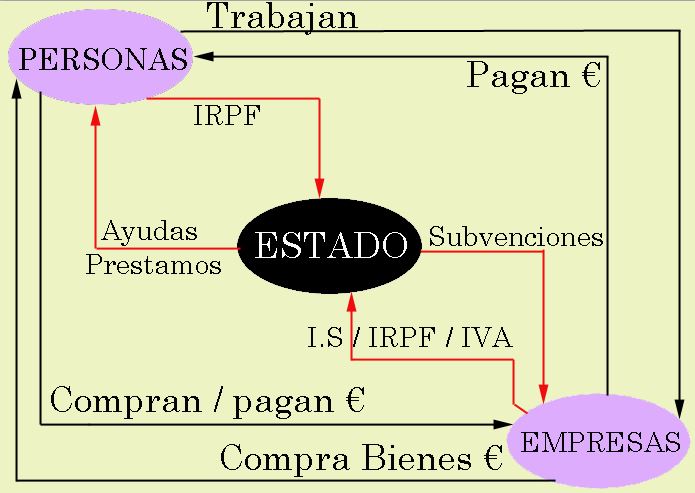 Trabajan
PERSONAS
Pagan €
IRPF
Ayudas
Prestamos
ESTADO
Subvenciones
I.S / IRPF / IVA
Compran / pagan €
EMPRESAS
Compra Bienes €